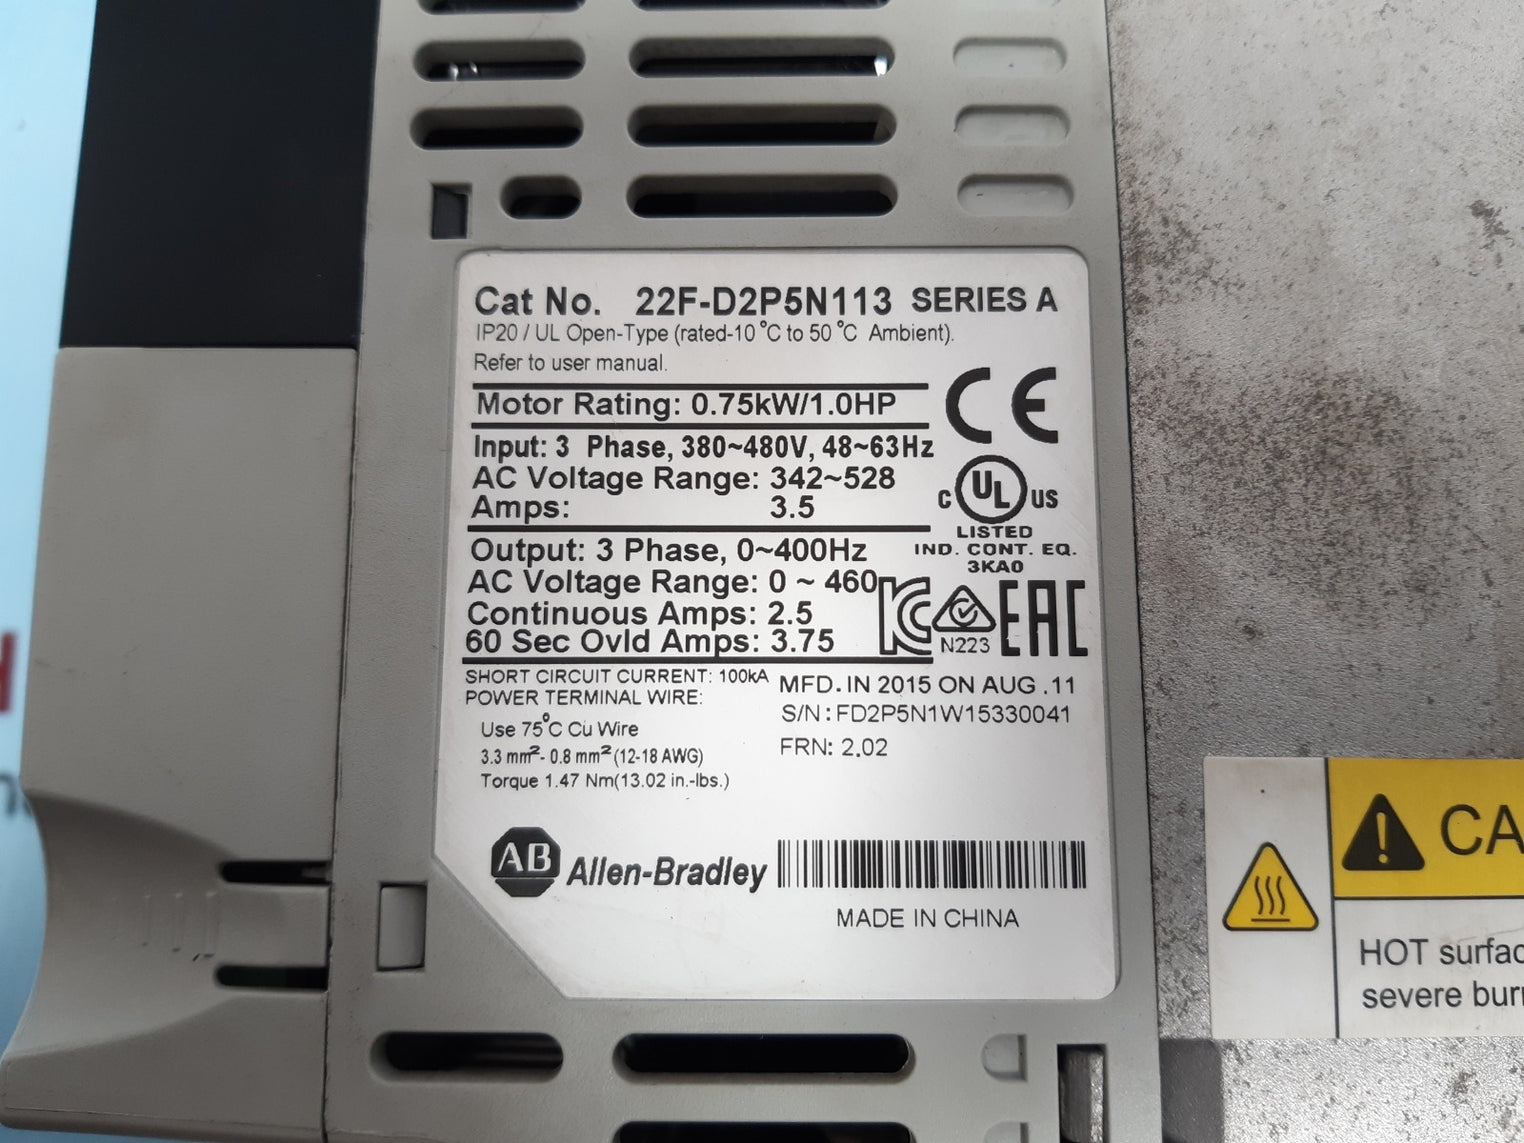 Cat No. 22F-D2P5N113 SERIES A
IP20 / UL Open-Type (rated-10 °C to 50 °C Ambient).
Refer to user manual.
CE
Motor Rating: 0.75kW/1.0HP
Input: 3 Phase, 380~480V, 48~63Hz
AC Voltage Range: 342~528
Amps: 3.5
C UL US
LISTED
IND. CONT. EQ.
3KA0
Output: 3 Phase, 0~400Hz
AC Voltage Range: 0 ~ 460
Continuous Amps: 2.5
60 Sec Ovld Amps: 3.75
KC
N223
EAC
SHORT CIRCUIT CURRENT: 100kA
POWER TERMINAL WIRE:
Use 75°C Cu Wire
3.3 mm²- 0.8 mm² (12-18 AWG)
Torque 1.47 Nm(13.02 in.-lbs.)
MFD. IN 2015 ON AUG .11
S/N : FD2P5N1W15330041
FRN: 2.02
AB Allen-Bradley
MADE IN CHINA
CA
HOT surfac
severe burn